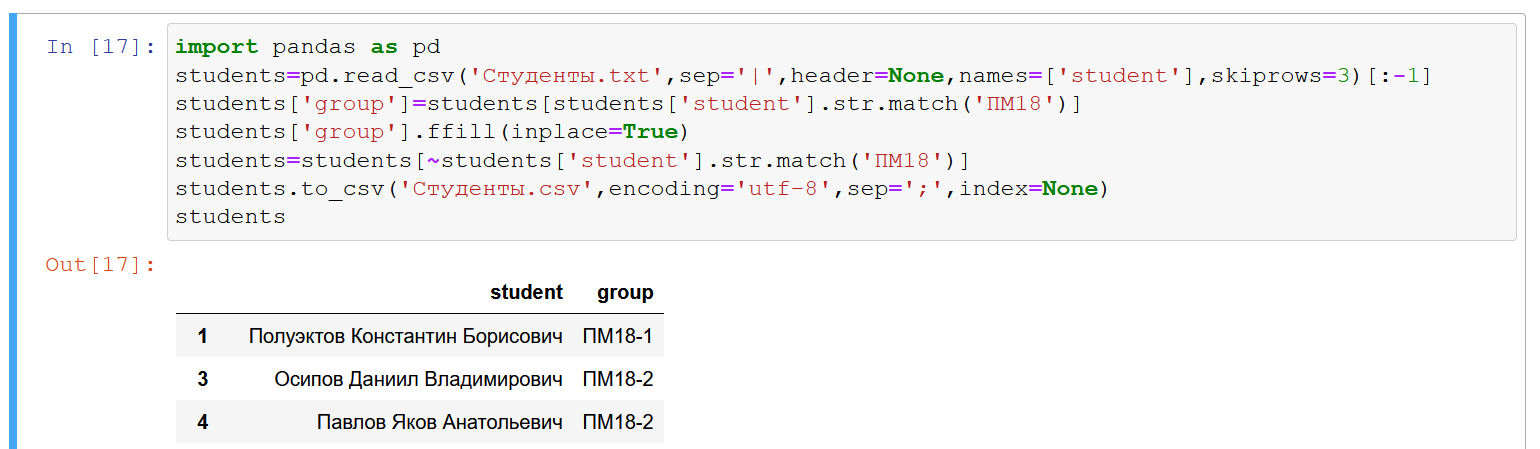 In [17]: import pandas as pd
students=pd.read_csv('Студенты.txt',sep='|',header=None,names=['student'],skiprows=3)[:-1]
students['group']=students[students['student'].str.match('ПМ18')]
students['group'].ffill(inplace=True)
students=students[~students['student'].str.match('ПМ18')]
students.to_csv('Студенты.csv',encoding='utf-8',sep=';',index=None)
students
Out[17]:
student group
1 Полуэктов Константин Борисович ПМ18-1
3 Осипов Даниил Владимирович ПМ18-2
4 Павлов Яков Анатольевич ПМ18-2